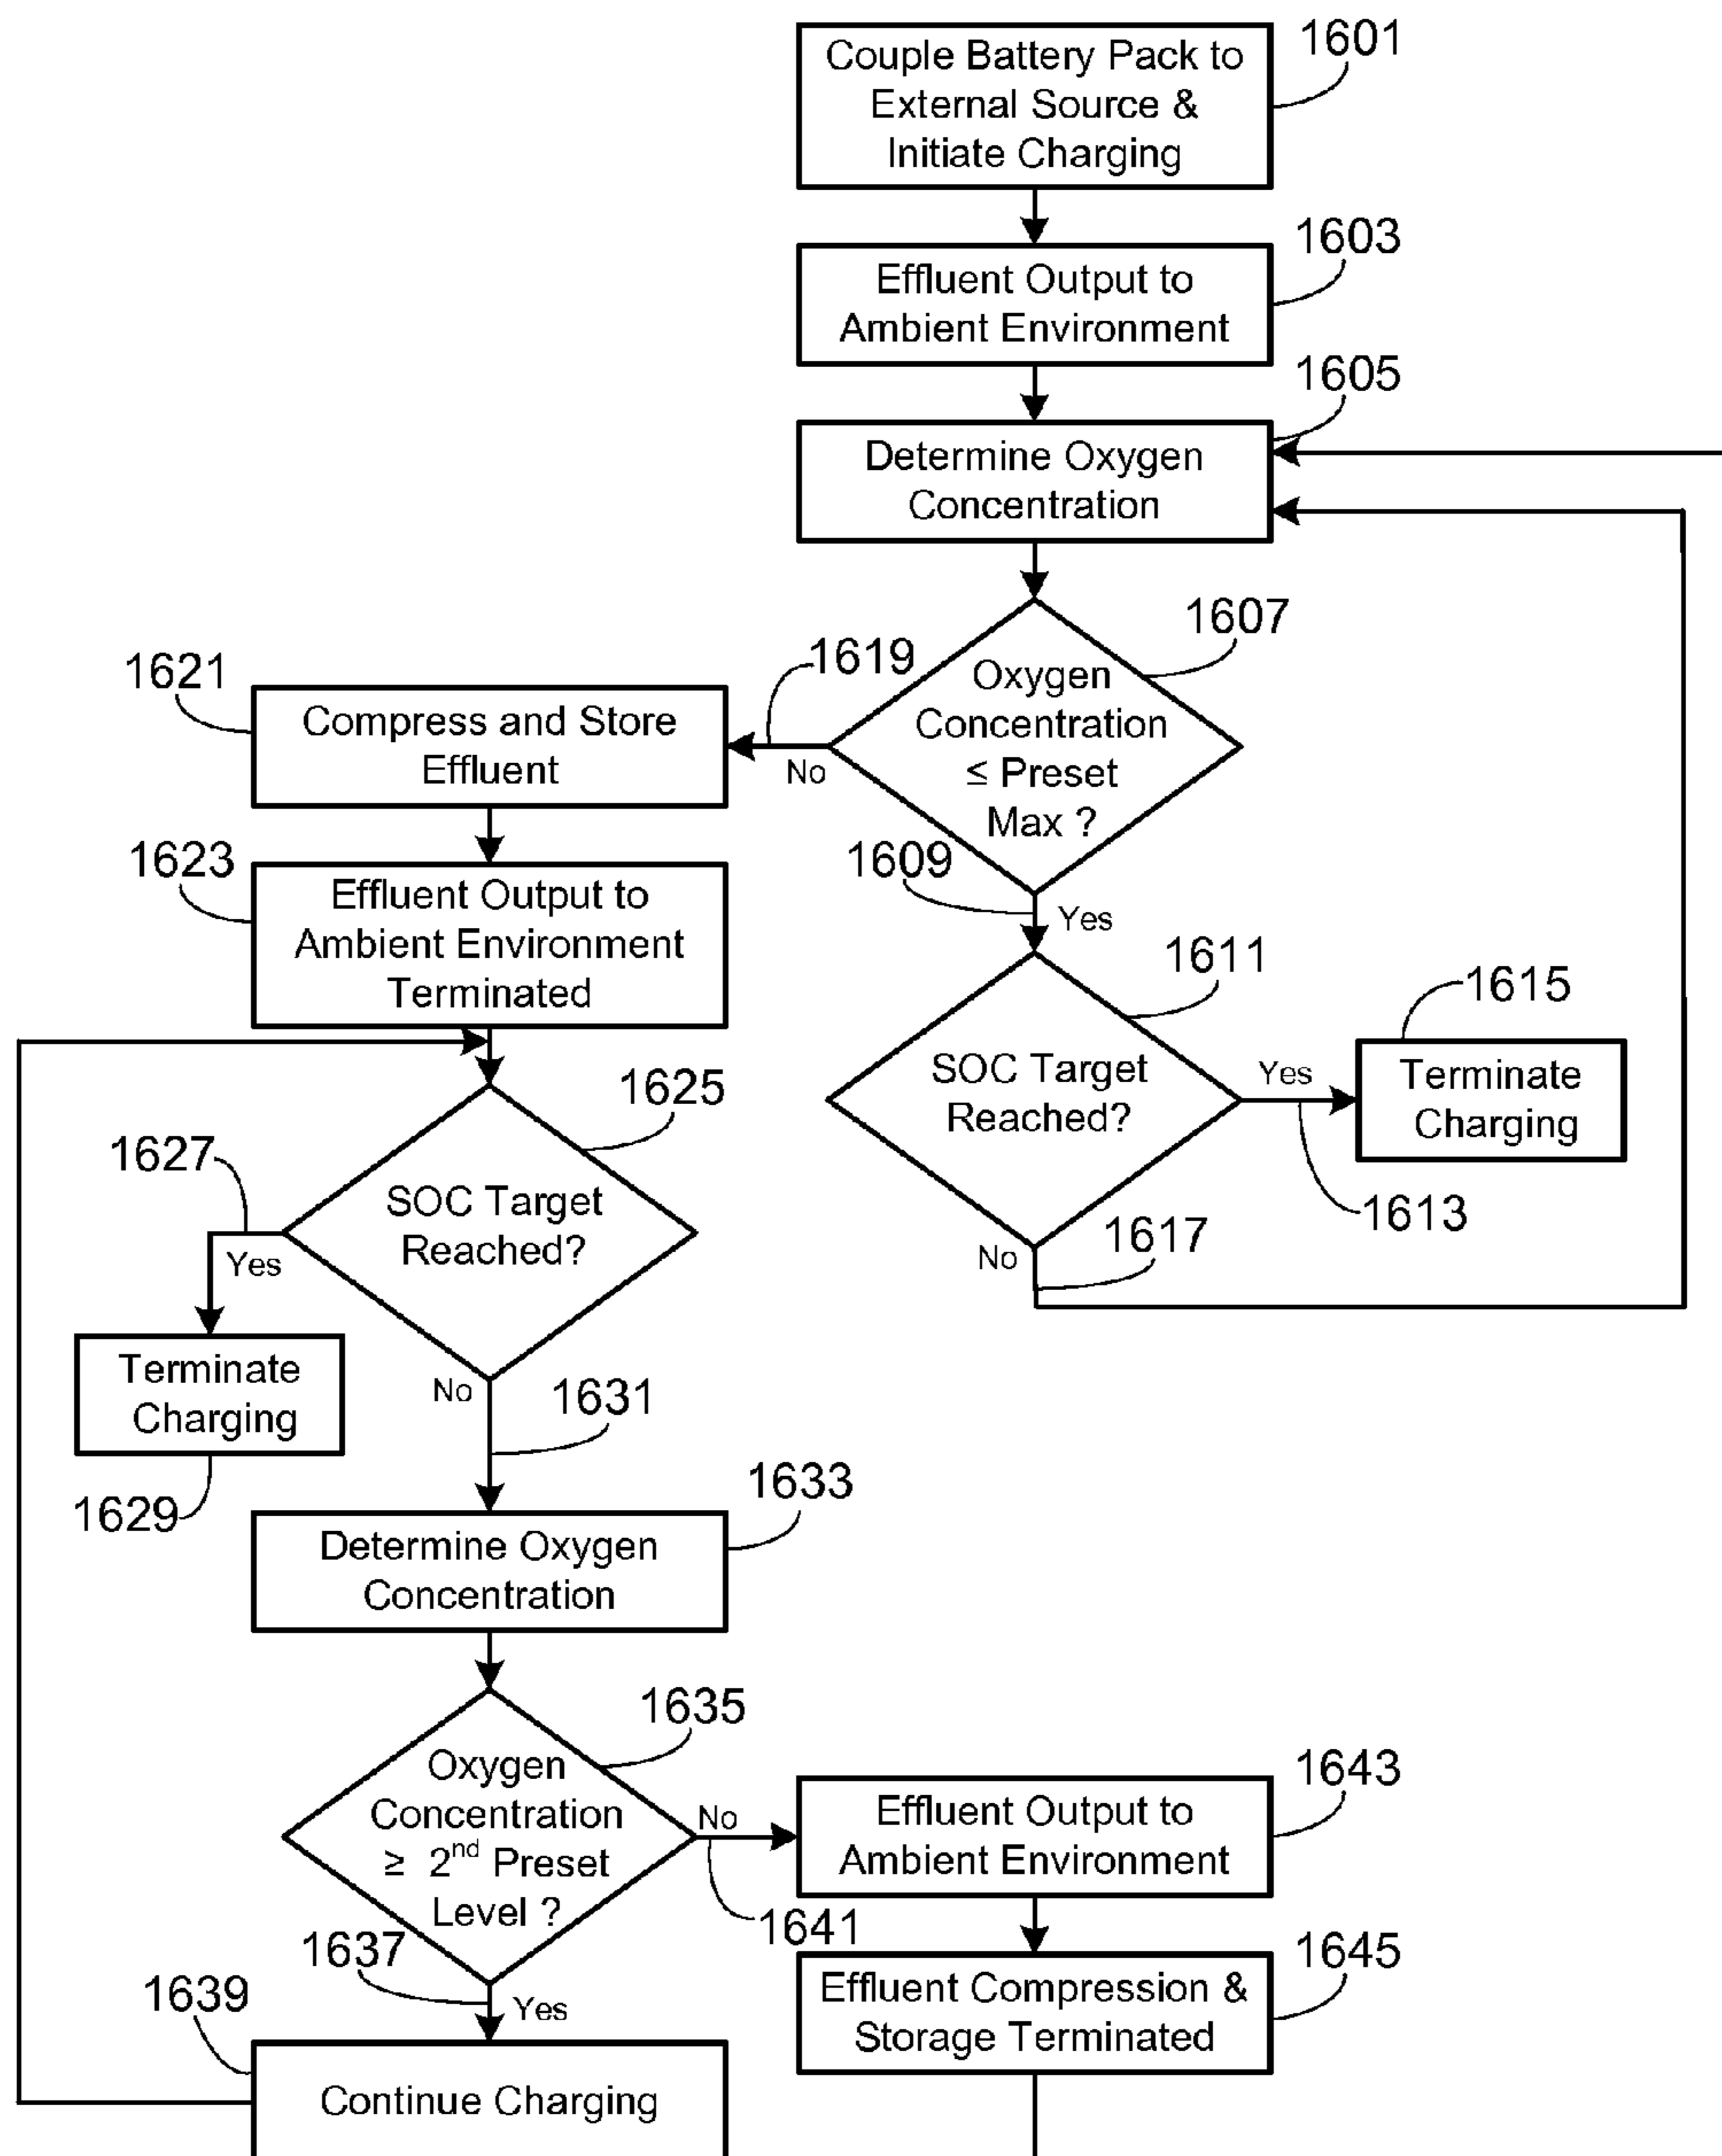 Couple Battery Pack to
External Source &
Initiate Charging
1601
Effluent Output to
Ambient Environment
1603
Determine Oxygen
Concentration
1605
Oxygen
Concentration
≤ Preset
Max ?
1607
1619
No
1621
Compress and Store
Effluent
1609
Yes
1623
Effluent Output to
Ambient Environment
Terminated
SOC Target
Reached?
1611
Yes
1613
1615
Terminate
Charging
No
1617
SOC Target
Reached?
1625
1627
Yes
Terminate
Charging
1629
No
1631
Determine Oxygen
Concentration
1633
Oxygen
Concentration
≥ 2nd Preset
Level ?
1635
No
1641
Effluent Output to
Ambient Environment
1643
1637
Yes
Effluent Compression &
Storage Terminated
1645
1639
Continue Charging